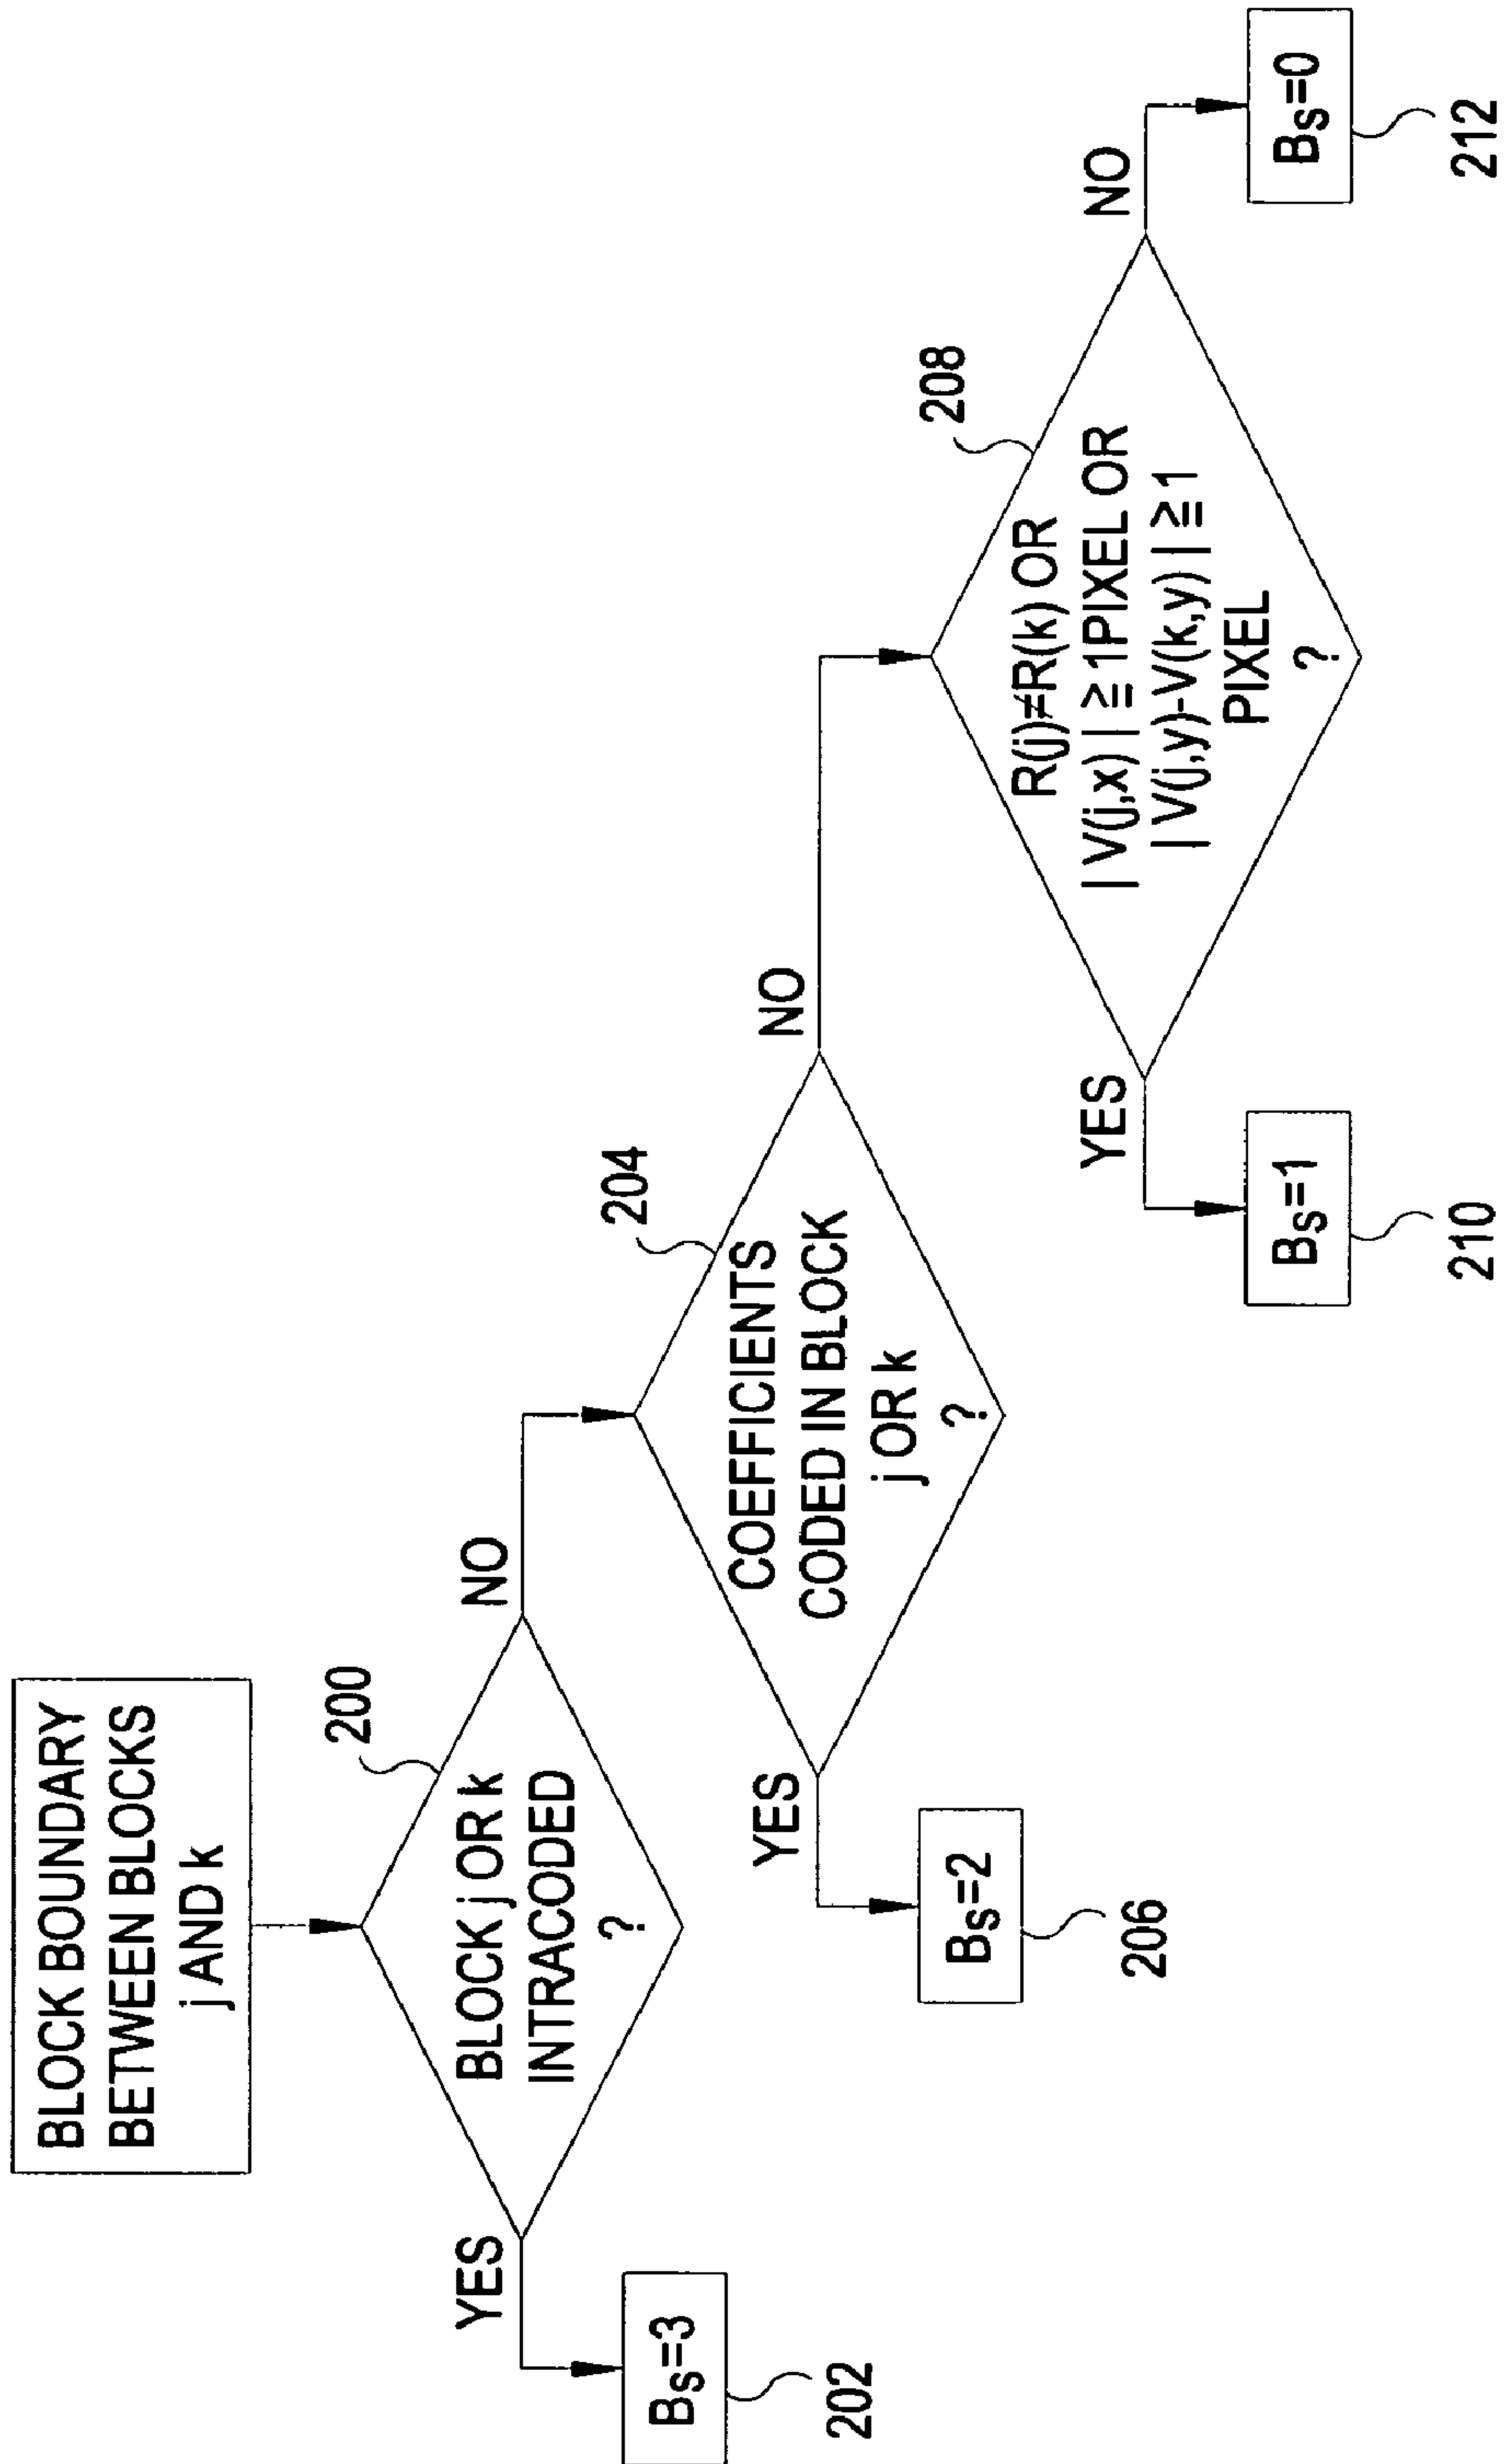 BLOCK BOUNDARY
BETWEEN BLOCKS
j AND k
200
BLOCK j OR k
INTRACODED
?
YES
NO
BS=3
202
204
COEFFICIENTS
CODED IN BLOCK
j OR k
?
YES
NO
BS=2
206
208
R(j)≠R(k) OR
| V(j,x) | ≧ 1PIXEL OR
| V(j,y)-V(k,y) | ≧ 1
PIXEL
?
YES
NO
BS=1
210
BS=0
212